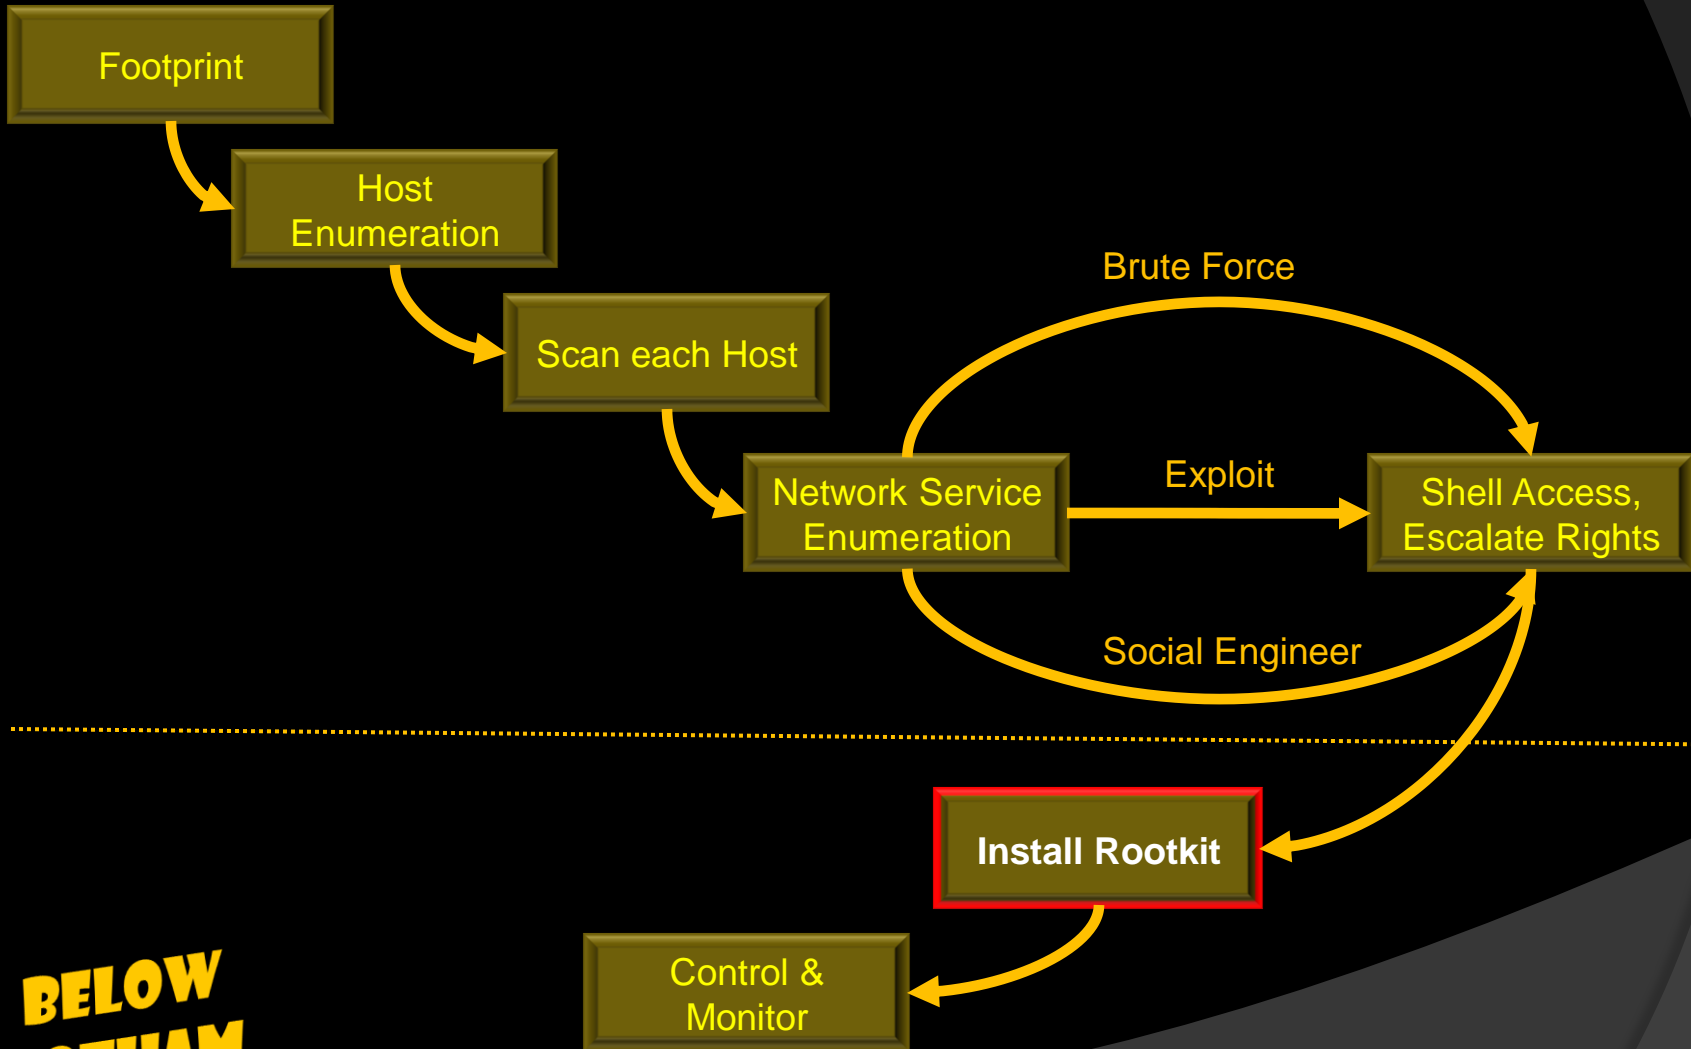 Footprint
Host
Enumeration
Scan each Host
Brute Force
Network Service
Enumeration
Exploit
Shell Access,
Escalate Rights
Social Engineer
Install Rootkit
Control &
Monitor
BELOW